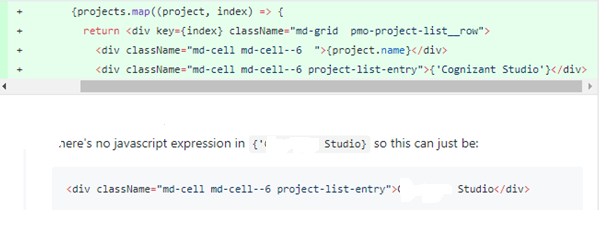 + {projects.map((project, index) => {
+ return <div key={index} className="md-grid  pmo-project-list__row">
+ <div className="md-cell md-cell--6  ">{project.name}</div>
+ <div className="md-cell md-cell--6 project-list-entry">{'Cognizant Studio'}</div>
here's no javascript expression in {' Studio} so this can just be:
<div className="md-cell md-cell--6 project-list-entry"> Studio</div>